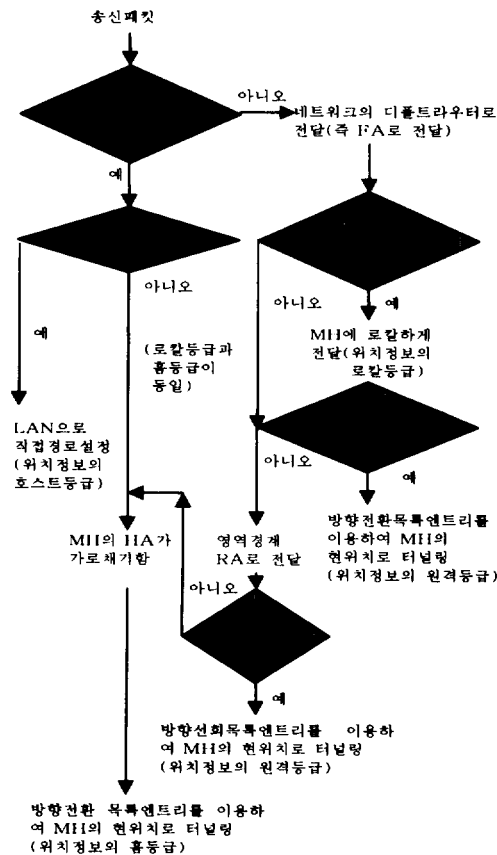 송신패킷
아니오
네트워크의 디폴트라우터로
전달(즉 FA로 전달)
예
아니오
아니오
예
예
(로칼등급과
홈등급이
동일)
MH에 로칼하게
전달(위치정보의
로칼등급)
LAN으로
직접경로설정
(위치정보의
호스트등급)
아니오
예
MH의 HA가
가로채기함
영역경계
RA로 전달
방향전환목록엔트리를
이용하여 MH의
현위치로 터널링
(위치정보의 원격등급)
아니오
예
방향선회목록엔트리를 이용하
여 MH의 현위치로 터널링
(위치정보의 원격등급)
방향전환 목록엔트리를 이용하
여 MH의 현위치로 터널링
(위치정보의 홈등급)